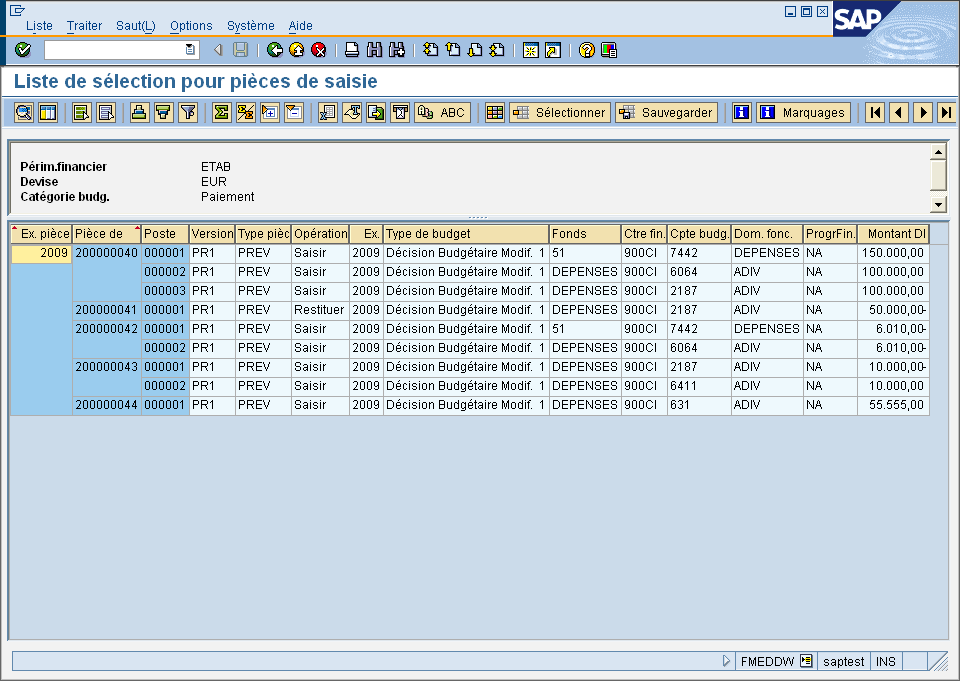 Liste Traiter Saut(L) Options Système Aide
SAP
Liste de sélection pour pièces de saisie
ABC Sélectionner Sauvegarder Marquages
Périm.financier ETAB
Devise EUR
Catégorie budg. Paiement
Ex. pièce Pièce de Poste Version Type pièc Opération Ex. Type de budget Fonds Ctre fin. Cpte budg. Dom. fonc. ProgrFin. Montant DI
2009 200000040 000001 PR1 PREV Saisir 2009 Décision Budgétaire Modif. 1 51 900CI 7442 DEPENSES NA 150.000,00
000002 PR1 PREV Saisir 2009 Décision Budgétaire Modif. 1 DEPENSES 900CI 6064 ADIV NA 100.000,00
000003 PR1 PREV Saisir 2009 Décision Budgétaire Modif. 1 DEPENSES 900CI 2187 ADIV NA 100.000,00
200000041 000001 PR1 PREV Restituer 2009 Décision Budgétaire Modif. 1 DEPENSES 900CI 2187 ADIV NA 50.000,00-
200000042 000001 PR1 PREV Saisir 2009 Décision Budgétaire Modif. 1 51 900CI 7442 DEPENSES NA 6.010,00-
000002 PR1 PREV Saisir 2009 Décision Budgétaire Modif. 1 DEPENSES 900CI 6064 ADIV NA 6.010,00-
200000043 000001 PR1 PREV Saisir 2009 Décision Budgétaire Modif. 1 DEPENSES 900CI 2187 ADIV NA 10.000,00-
000002 PR1 PREV Saisir 2009 Décision Budgétaire Modif. 1 DEPENSES 900CI 6411 ADIV NA 10.000,00
200000044 000001 PR1 PREV Saisir 2009 Décision Budgétaire Modif. 1 DEPENSES 900CI 631 ADIV NA 55.555,00
FMEDDW saptest INS